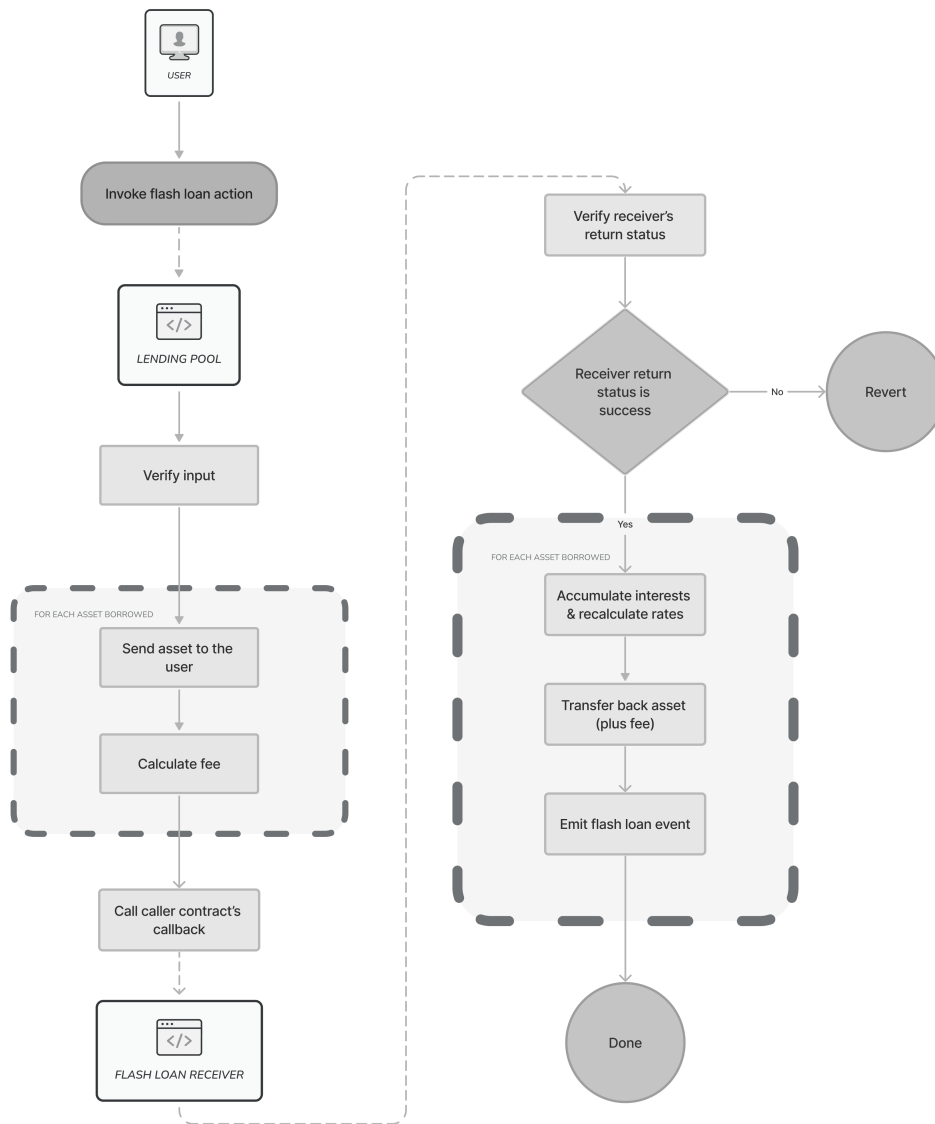 USER
Invoke flash loan action
LENDING POOL
Verify input
FOR EACH ASSET BORROWED
Send asset to the
user
Calculate fee
Call caller contract's
callback
FLASH LOAN RECEIVER
Verify receiver's
return status
Receiver return
status is
success
No
Revert
Yes
FOR EACH ASSET BORROWED
Accumulate interests
& recalculate rates
Transfer back asset
(plus fee)
Emit flash loan event
Done